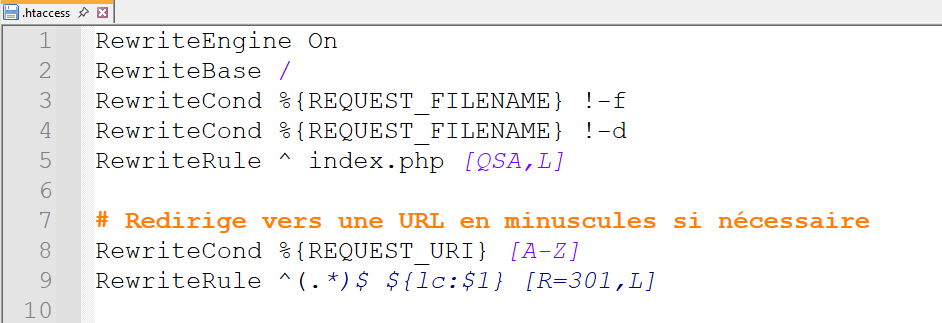 .htaccess
1 RewriteEngine On
2 RewriteBase /
3 RewriteCond %{REQUEST_FILENAME} !-f
4 RewriteCond %{REQUEST_FILENAME} !-d
5 RewriteRule ^ index.php [QSA,L]
6
7 # Redirige vers une URL en minuscules si nécessaire
8 RewriteCond %{REQUEST_URI} [A-Z]
9 RewriteRule ^(.*)$ ${lc:$1} [R=301,L]
10